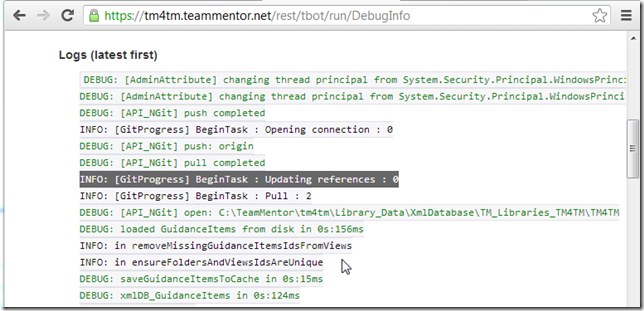 https://tm4tm.teammentor.net/rest/tbot/run/DebugInfo
Logs (latest first)
DEBUG: [AdminAttribute] changing thread principal from System.Security.Principal.WindowsPrinci
DEBUG: [AdminAttribute] changing thread principal from System.Security.Principal.WindowsPrinci
DEBUG: [API_NGit] push completed
INFO: [GitProgress] BeginTask : Opening connection : 0
DEBUG: [API_NGit] push: origin
DEBUG: [API_NGit] pull completed
INFO: [GitProgress] BeginTask : Updating references : 0
INFO: [GitProgress] BeginTask : Pull : 2
DEBUG: [API_NGit] open: C:\TeamMentor\tm4tm\Library_Data\XmlDatabase\TM_Libraries_TM4TM\TM4TM
DEBUG: loaded GuidanceItems from disk in 0s:156ms
INFO: in removeMissingGuidanceItemsIdsFromViews
INFO: in ensureFoldersAndViewsIdsAreUnique
DEBUG: saveGuidanceItemsToCache in 0s:15ms
DEBUG: xmlDB_GuidanceItems in 0s:124ms